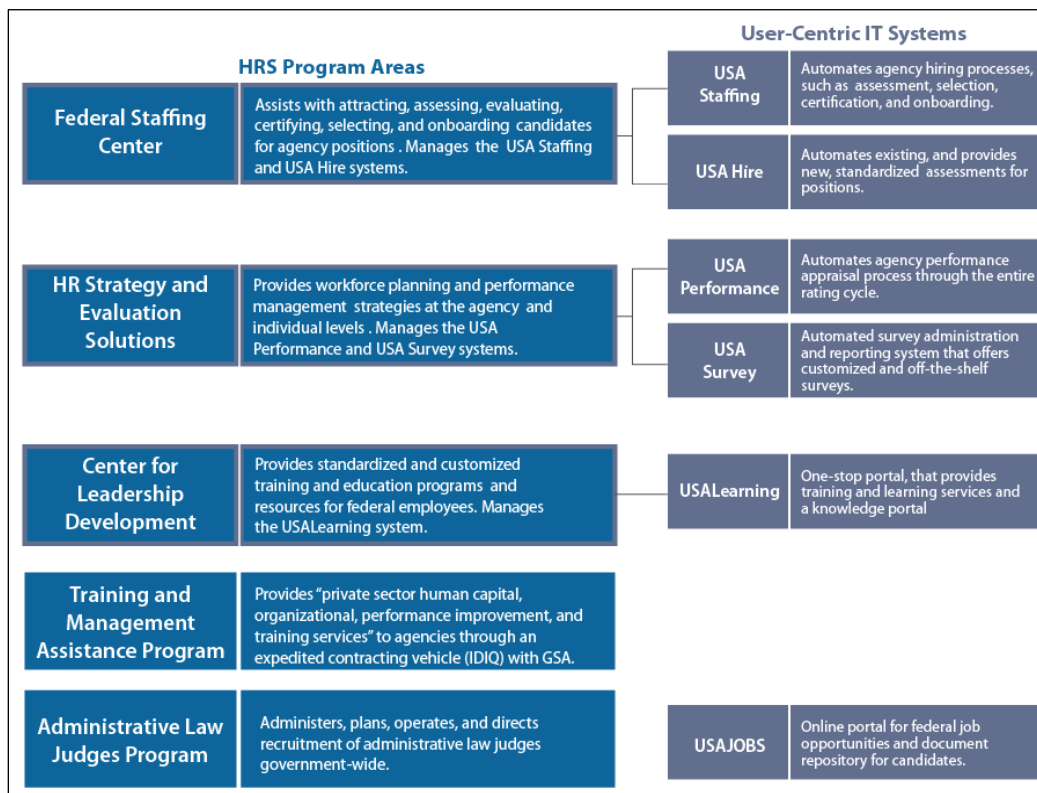 User-Centric IT Systems
HRS Program Areas
Federal Staffing
Center
Assists with attracting, assessing, evaluating,
certifying, selecting, and onboarding candidates
for agency positions . Manages the USA Staffing
and USA Hire systems.
USA
Staffing
Automates agency hiring processes,
such as assessment, selection,
certification, and onboarding.
USA Hire
Automates existing, and provides
new, standardized assessments for
positions.
HR Strategy and
Evaluation
Solutions
Provides workforce planning and performance
management strategies at the agency and
individual levels . Manages the USA
Performance and USA Survey systems.
USA
Performance
Automates agency performance
appraisal process through the entire
rating cycle.
USA
Survey
Automated survey administration
and reporting system that offers
customized and off-the-shelf
surveys.
Center for
Leadership
Development
Provides standardized and customized
training and education programs and
resources for federal employees. Manages
the USALearning system.
USALearning
One-stop portal, that provides
training and learning services and
a knowledge portal
Training and
Management
Assistance Program
Provides “private sector human capital,
organizational, performance improvement, and
training services” to agencies through an
expedited contracting vehicle (IDIQ) with GSA.
Administrative Law
Judges Program
Administers, plans, operates, and directs
recruitment of administrative law judges
government-wide.
USAJOBS
Online portal for federal job
opportunities and document
repository for candidates.